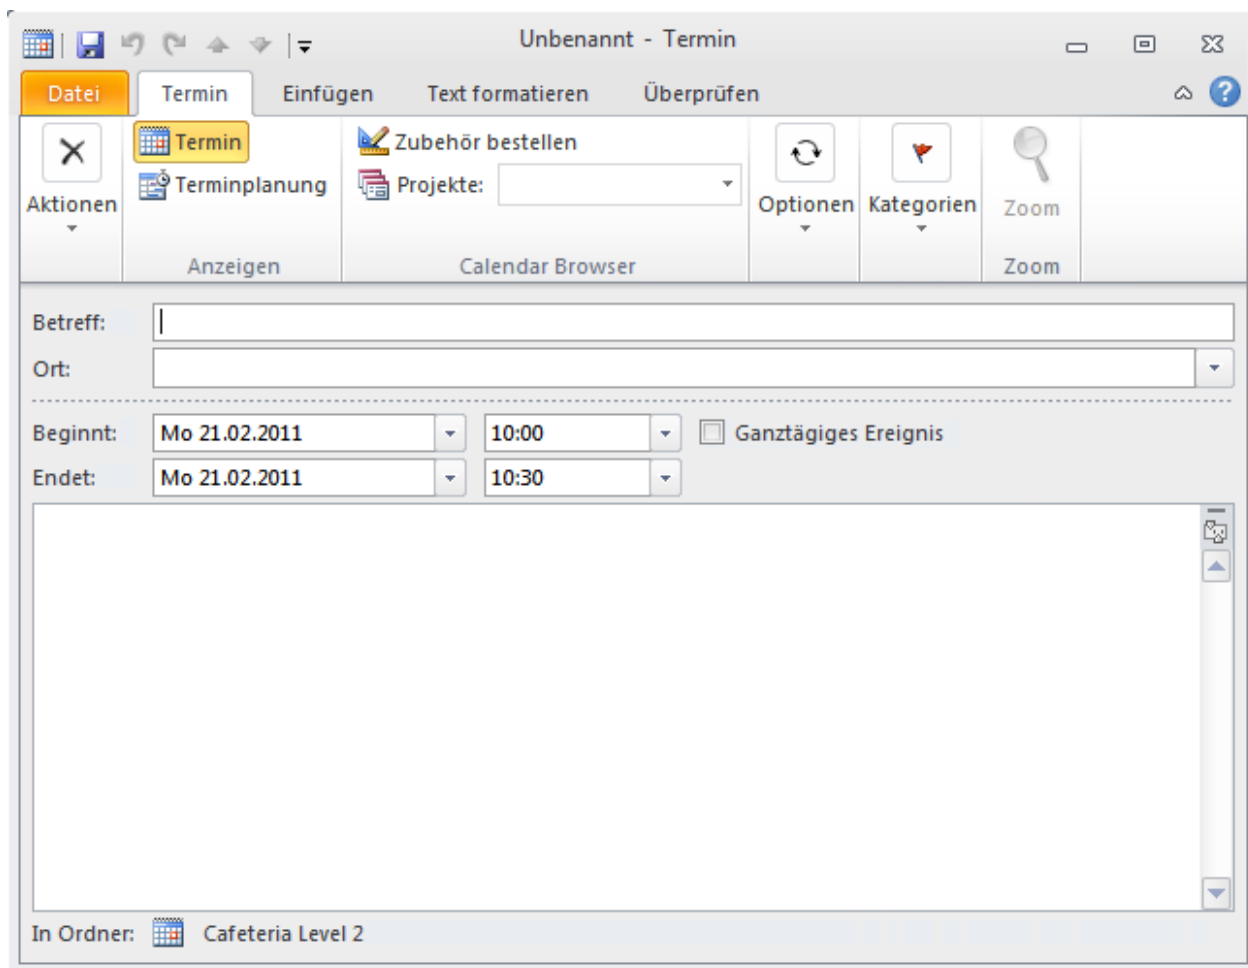 Unbenannt - Termin
Datei Termin Einfügen Text formatieren Überprüfen
Termin Zubehör bestellen
Terminplanung Projekte:
Aktionen Optionen Kategorien Zoom
Anzeigen Calendar Browser Zoom
Betreff:
Ort:
Beginnt: Mo 21.02.2011 10:00 Ganztägiges Ereignis
Endet: Mo 21.02.2011 10:30
In Ordner: Cafeteria Level 2